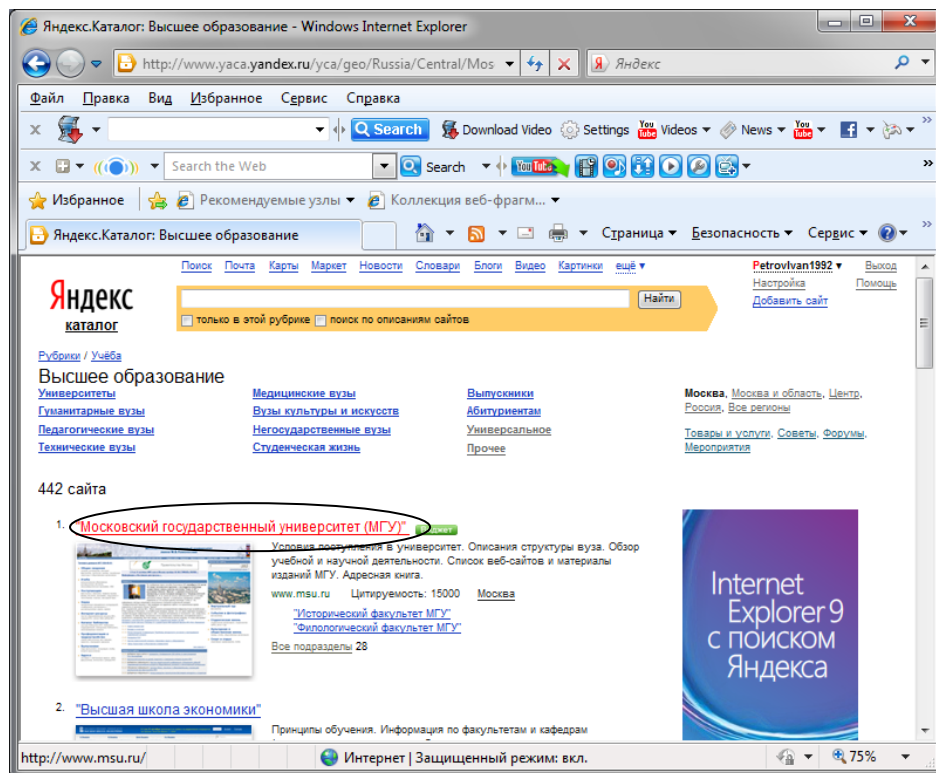 Яндекс.Каталог: Высшее образование - Windows Internet Explorer
http://www.yaca.yandex.ru/yca/geo/Russia/Central/Mos Яндекс
Файл Правка Вид Избранное Сервис Справка
x Search Download Video Settings You Tube Videos News You Tube »
x Search the Web Search YouTube »
Избранное Рекомендуемые узлы Коллекция веб-фрагм...
Яндекс.Каталог: Высшее образование Страница Безопасность Сервис »
Поиск Почта Карты Маркет Новости Словари Блоги Видео Картинки ещё PetrovIvan1992 Выход
Настройка Помощь
Яндекс Найти Добавить сайт
каталог только в этой рубрике поиск по описаниям сайтов
Рубрики / Учёба
Высшее образование
Университеты Медицинские вузы Выпускники Москва, Москва и область, Центр,
Гуманитарные вузы Вузы культуры и искусств Абитуриентам Россия, Все регионы
Педагогические вузы Негосударственные вузы Универсальное Товары и услуги, Советы, Форумы,
Технические вузы Студенческая жизнь Прочее Мероприятия
442 сайта
1. "Московский государственный университет (МГУ)"
Условия поступления в университет. Описания структуры вуза. Обзор
учебной и научной деятельности. Список веб-сайтов и материалы
изданий МГУ. Адресная книга.
www.msu.ru Цитируемость: 15000 Москва
"Исторический факультет МГУ"
"Филологический факультет МГУ"
Все подразделы 28
Internet
Explorer 9
с поиском
Яндекса
2. "Высшая школа экономики"
Принципы обучения. Информация по факультетам и кафедрам
http://www.msu.ru/ Интернет | Защищенный режим: вкл. 75%